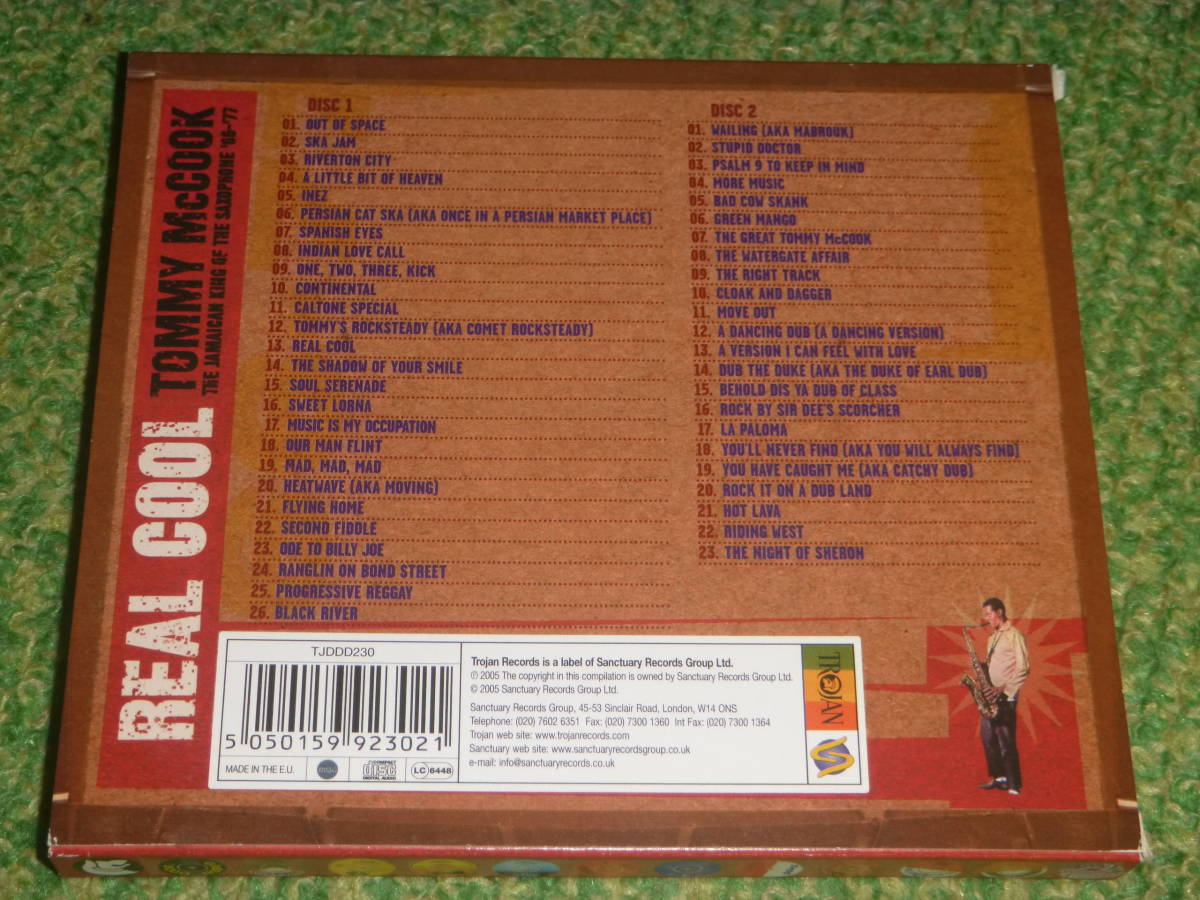 REAL COOL
TOMMY McCOOK
THE JAMAICAN KING OF THE SAXOPHONE '66-'77
DISC 1
01. OUT OF SPACE
02. SKA JAM
03. RIVERTON CITY
04. A LITTLE BIT OF HEAVEN
05. INEZ
06. PERSIAN CAT SKA (AKA ONCE IN A PERSIAN MARKET PLACE)
07. SPANISH EYES
08. INDIAN LOVE CALL
09. ONE, TWO, THREE, KICK
10. CONTINENTAL
11. CALTONE SPECIAL
12. TOMMY'S ROCKSTEADY (AKA COMET ROCKSTEADY)
13. REAL COOL
14. THE SHADOW OF YOUR SMILE
15. SOUL SERENADE
16. SWEET LORNA
17. MUSIC IS MY OCCUPATION
18. OUR MAN FLINT
19. MAD, MAD, MAD
20. HEATWAVE (AKA MOVING)
21. FLYING HOME
22. SECOND FIDDLE
23. ODE TO BILLY JOE
24. RANGLIN ON BOND STREET
25. PROGRESSIVE REGGAY
26. BLACK RIVER
DISC 2
01. WAILING (AKA MABROUK)
02. STUPID DOCTOR
03. PSALM 9 TO KEEP IN MIND
04. MORE MUSIC
05. BAD COW SKANK
06. GREEN MANGO
07. THE GREAT TOMMY McCOOK
08. THE WATERGATE AFFAIR
09. THE RIGHT TRACK
10. CLOAK AND DAGGER
11. MOVE OUT
12. A DANCING DUB (A DANCING VERSION)
13. A VERSION I CAN FEEL WITH LOVE
14. DUB THE DUKE (AKA THE DUKE OF EARL DUB)
15. BEHOLD DIS YA DUB OF CLASS
16. ROCK BY SIR DEE'S SCORCHER
17. LA PALOMA
18. YOU'LL NEVER FIND (AKA YOU WILL ALWAYS FIND)
19. YOU HAVE CAUGHT ME (AKA CATCHY DUB)
20. ROCK IT ON A DUB LAND
21. HOT LAVA
22. RIDING WEST
23. THE NIGHT OF SHERON
TJDDD230
5 050159 923021
MADE IN THE E.U.
COMPACT
disc
DIGITAL AUDIO
LC 6448
Trojan Records is a label of Sanctuary Records Group Ltd.
℗ 2005 The copyright in this compilation is owned by Sanctuary Records Group Ltd.
© 2005 Sanctuary Records Group Ltd.
Sanctuary Records Group, 45-53 Sinclair Road, London, W14 ONS
Telephone: (020) 7602 6351 Fax: (020) 7300 1360 Int Fax: (020) 7300 1364
Trojan web site: www.trojanrecords.com
Sanctuary web site: www.sanctuaryrecordsgroup.co.uk
e-mail: info@sanctuaryrecords.co.uk
TROJAN